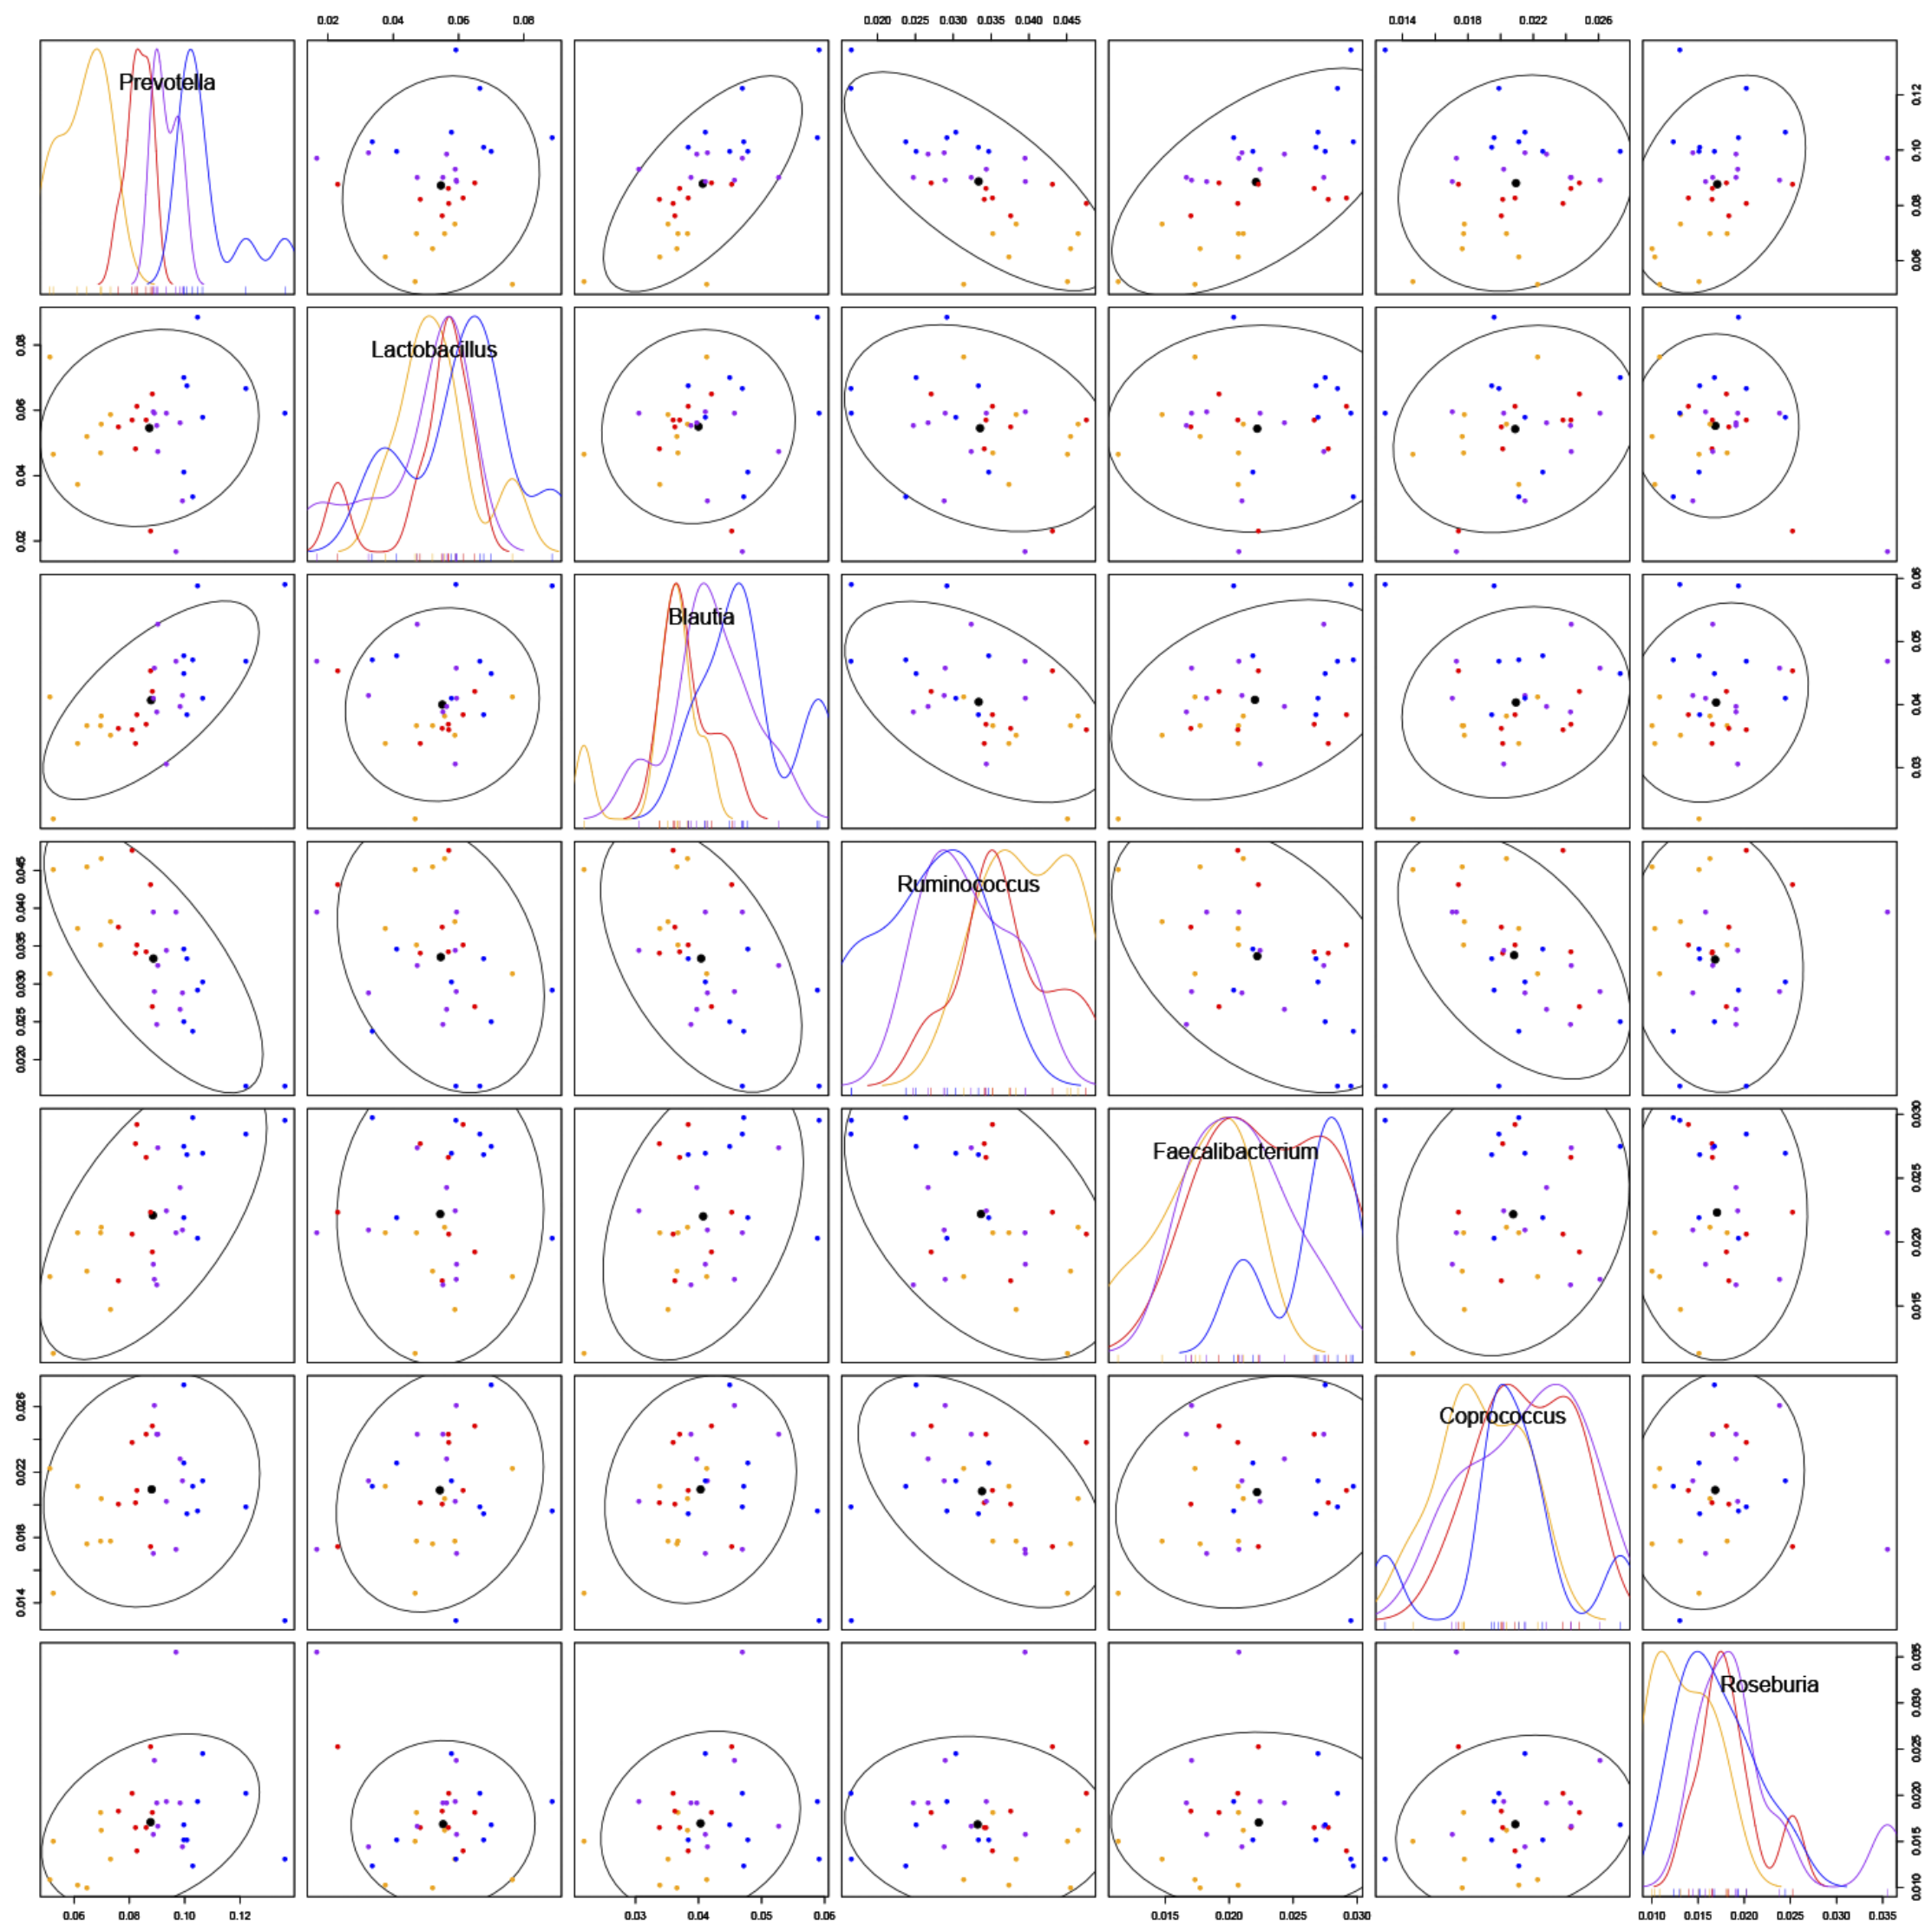 0.02 0.04 0.06 0.08
0.020 0.025 0.030 0.035 0.040 0.045
0.014 0.018 0.022 0.026
Prevotella
0.06 0.08 0.10 0.12
Lactobacillus
0.02 0.04 0.06 0.08
Blautia
0.03 0.04 0.05 0.06
Ruminococcus
0.020 0.025 0.030 0.035 0.040 0.045
Faecalibacterium
0.015 0.020 0.025 0.030
Coprococcus
0.014 0.018 0.022 0.026
Roseburia
0.010 0.015 0.020 0.025 0.030 0.035
0.06 0.08 0.10 0.12
0.03 0.04 0.05 0.06
0.015 0.020 0.025 0.030
0.010 0.015 0.020 0.025 0.030 0.035